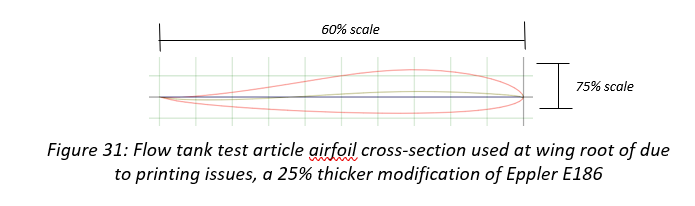 60% scale
75% scale
Figure 31: Flow tank test article airfoil cross-section used at wing root of due
to printing issues, a 25% thicker modification of Eppler E186